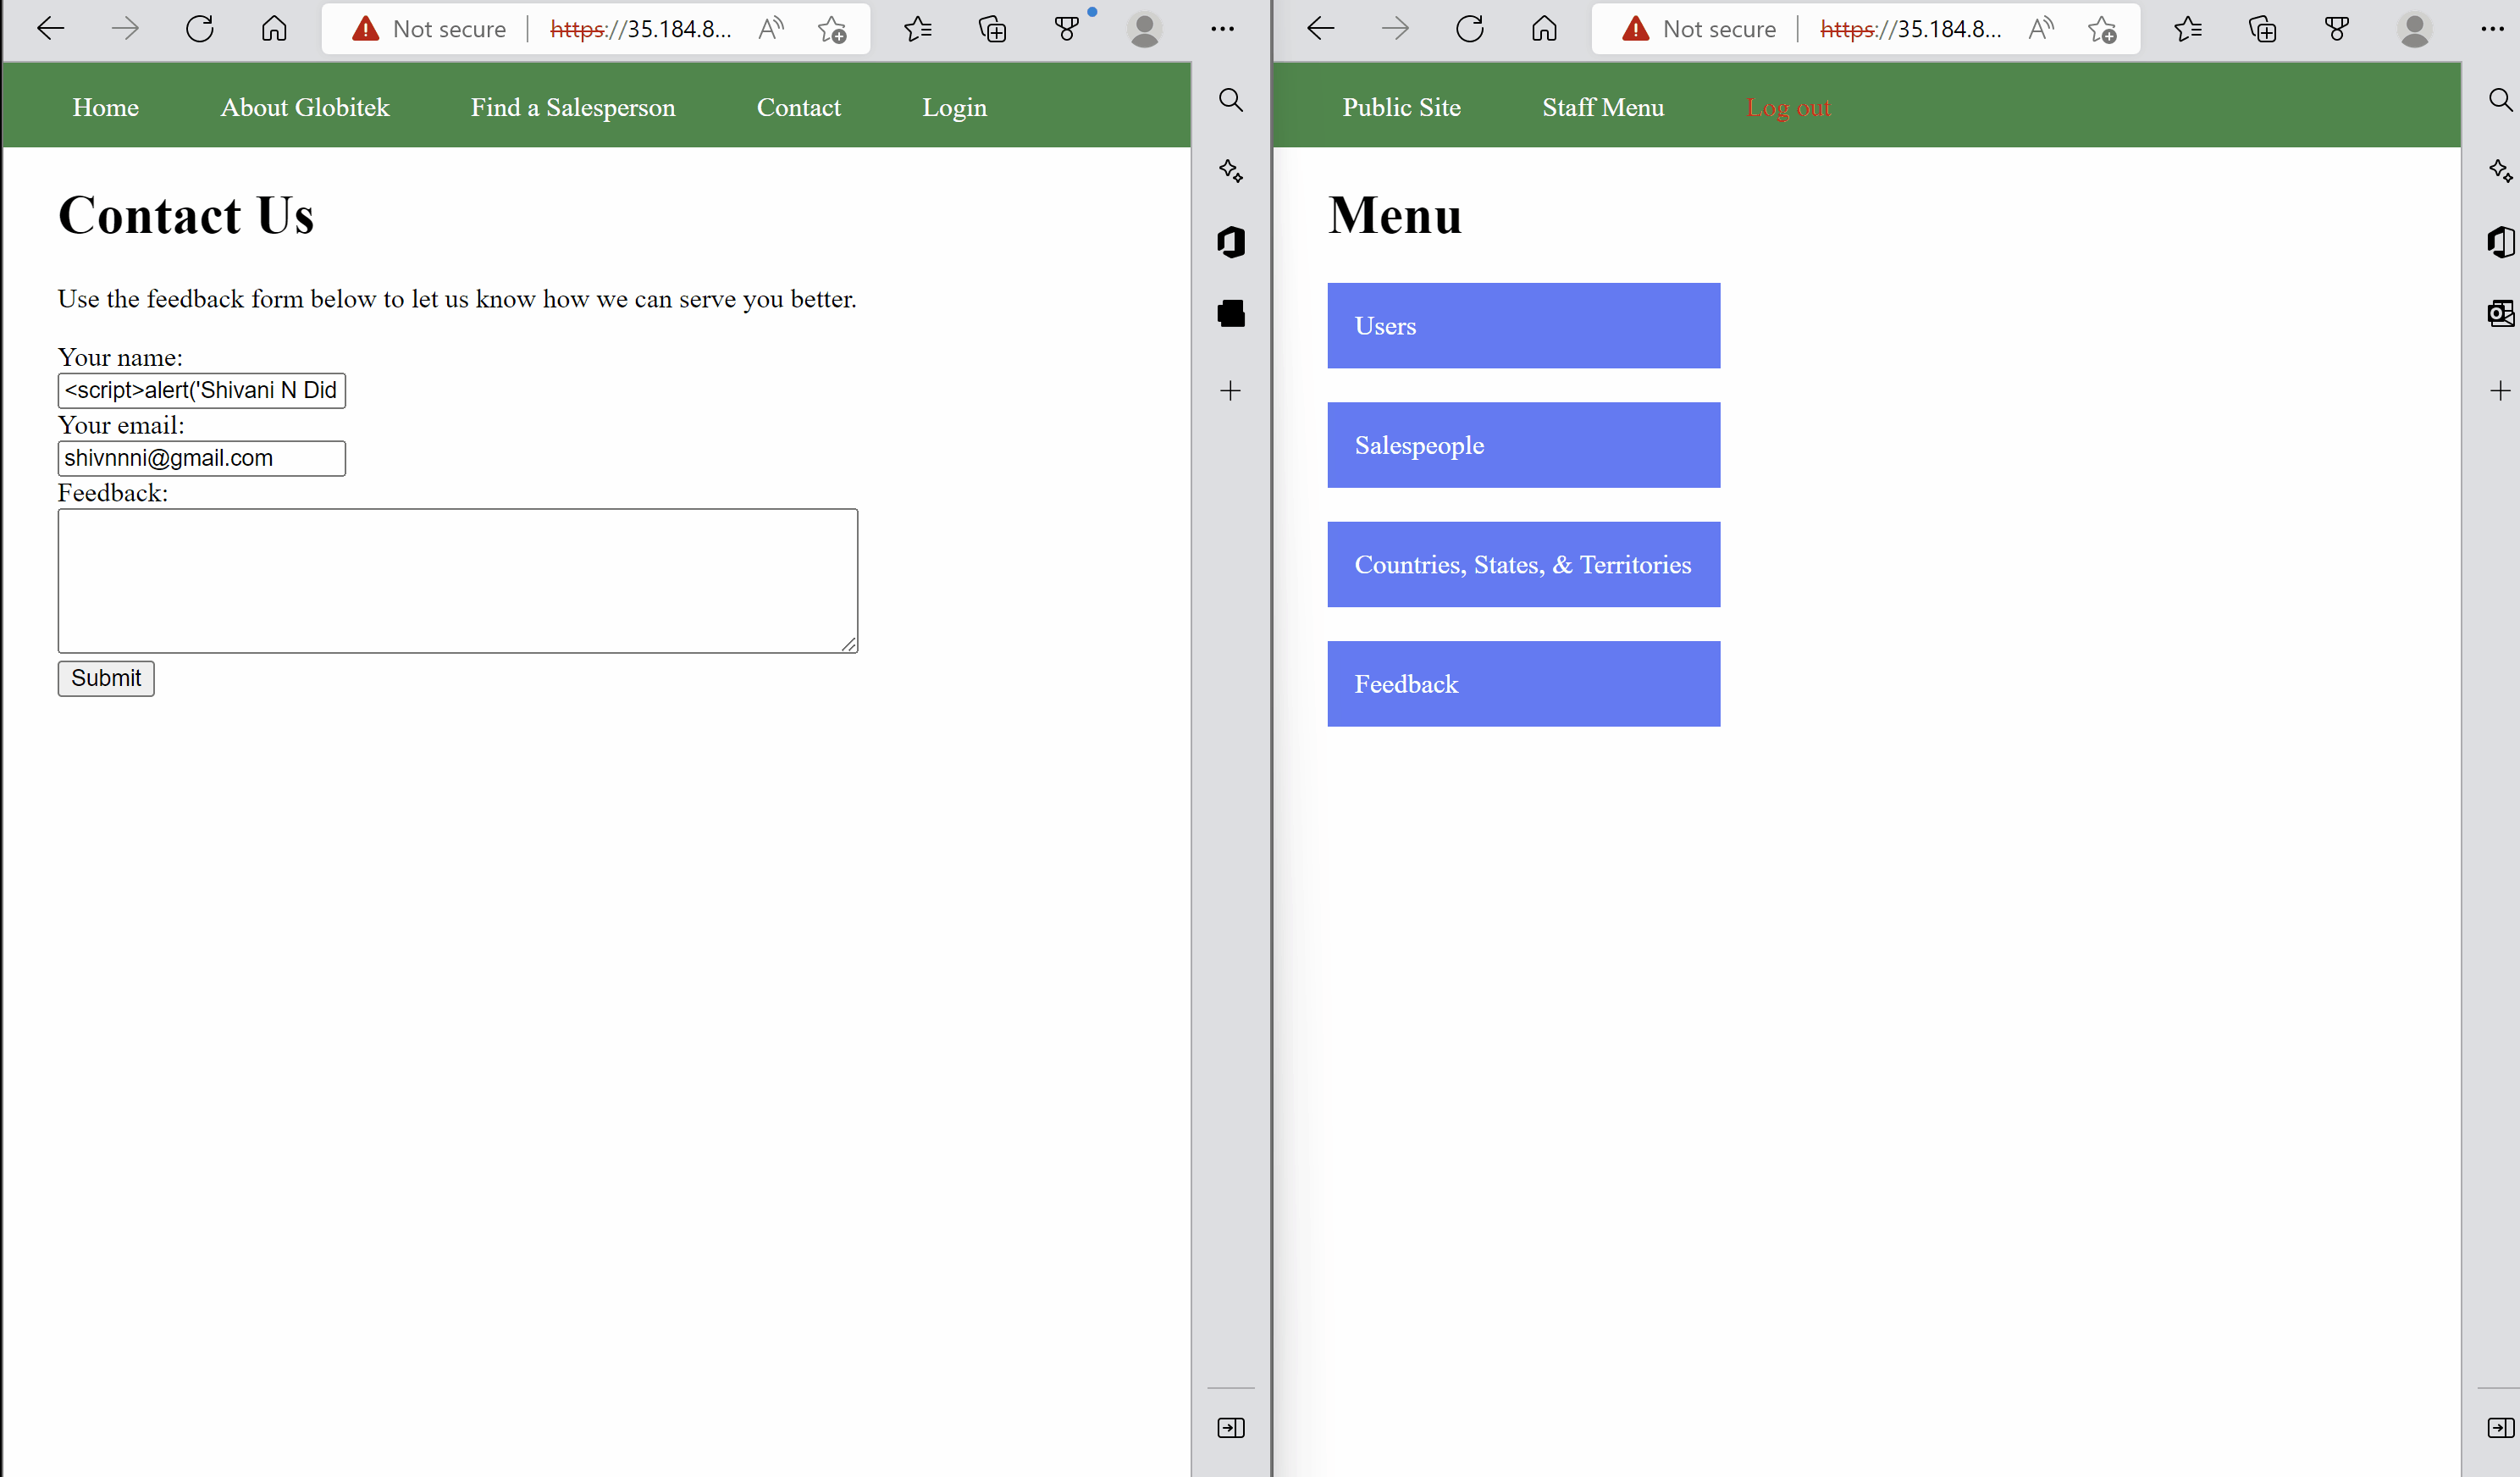 Not secure https://35.184.8...
Home About Globitek Find a Salesperson Contact Login
Contact Us
Use the feedback form below to let us know how we can serve you better.
Your name:
<script>alert('Shivani N Did
Your email:
shivnnni@gmail.com
Feedback:
Submit
Not secure https://35.184.8...
Public Site Staff Menu Log out
Menu
Users
Salespeople
Countries, States, & Territories
Feedback